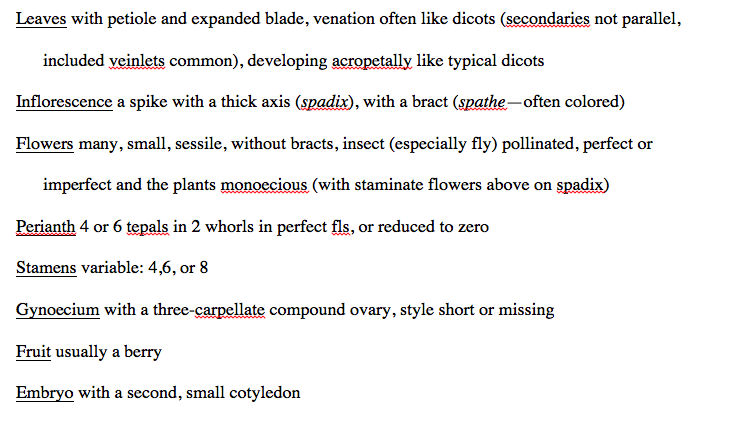 Leaves with petiole and expanded blade, venation often like dicots (secondaries not parallel,
included veinlets common), developing acropetally like typical dicots
Inflorescence a spike with a thick axis (spadix), with a bract (spathe—often colored)
Flowers many, small, sessile, without bracts, insect (especially fly) pollinated, perfect or
imperfect and the plants monoecious (with staminate flowers above on spadix)
Perianth 4 or 6 tepals in 2 whorls in perfect fls, or reduced to zero
Stamens variable: 4,6, or 8
Gynoecium with a three-carpellate compound ovary, style short or missing
Fruit usually a berry
Embryo with a second, small cotyledon